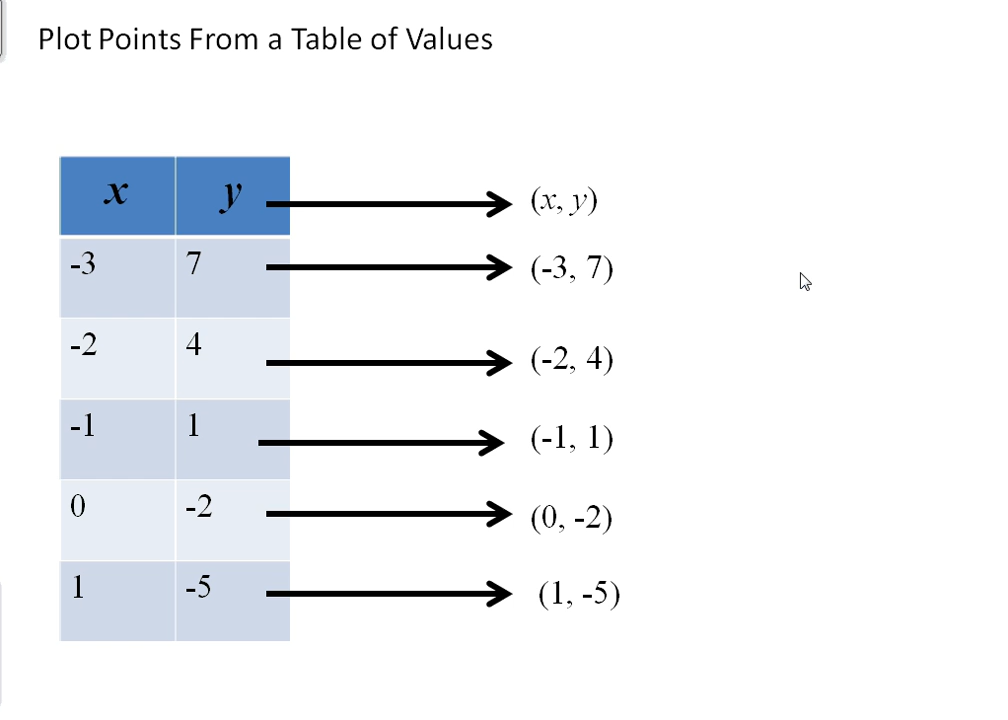 Plot Points From a Table of Values
x y (x, y)
-3 7 (-3, 7)
-2 4 (-2, 4)
-1 1 (-1, 1)
0 -2 (0, -2)
1 -5 (1, -5)